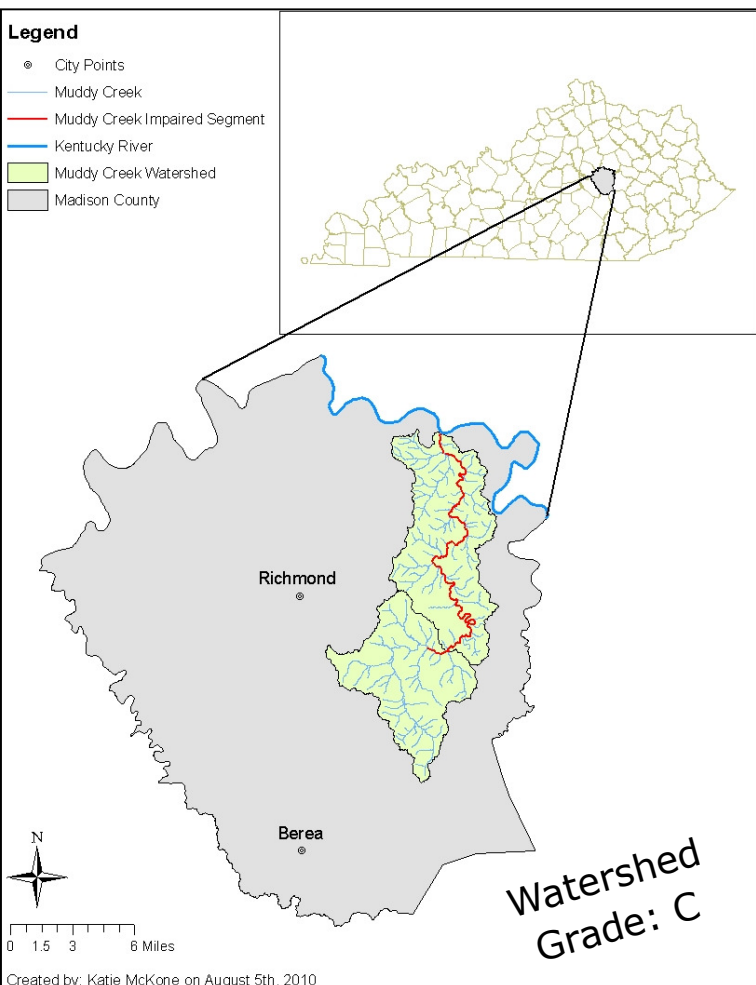 Legend
City Points
Muddy Creek
Muddy Creek Impaired Segment
Kentucky River
Muddy Creek Watershed
Madison County
Richmond
Berea
N
0 1.5 3 6 Miles
Watershed
Grade: C
Created by: Katie McKone on August 5th, 2010